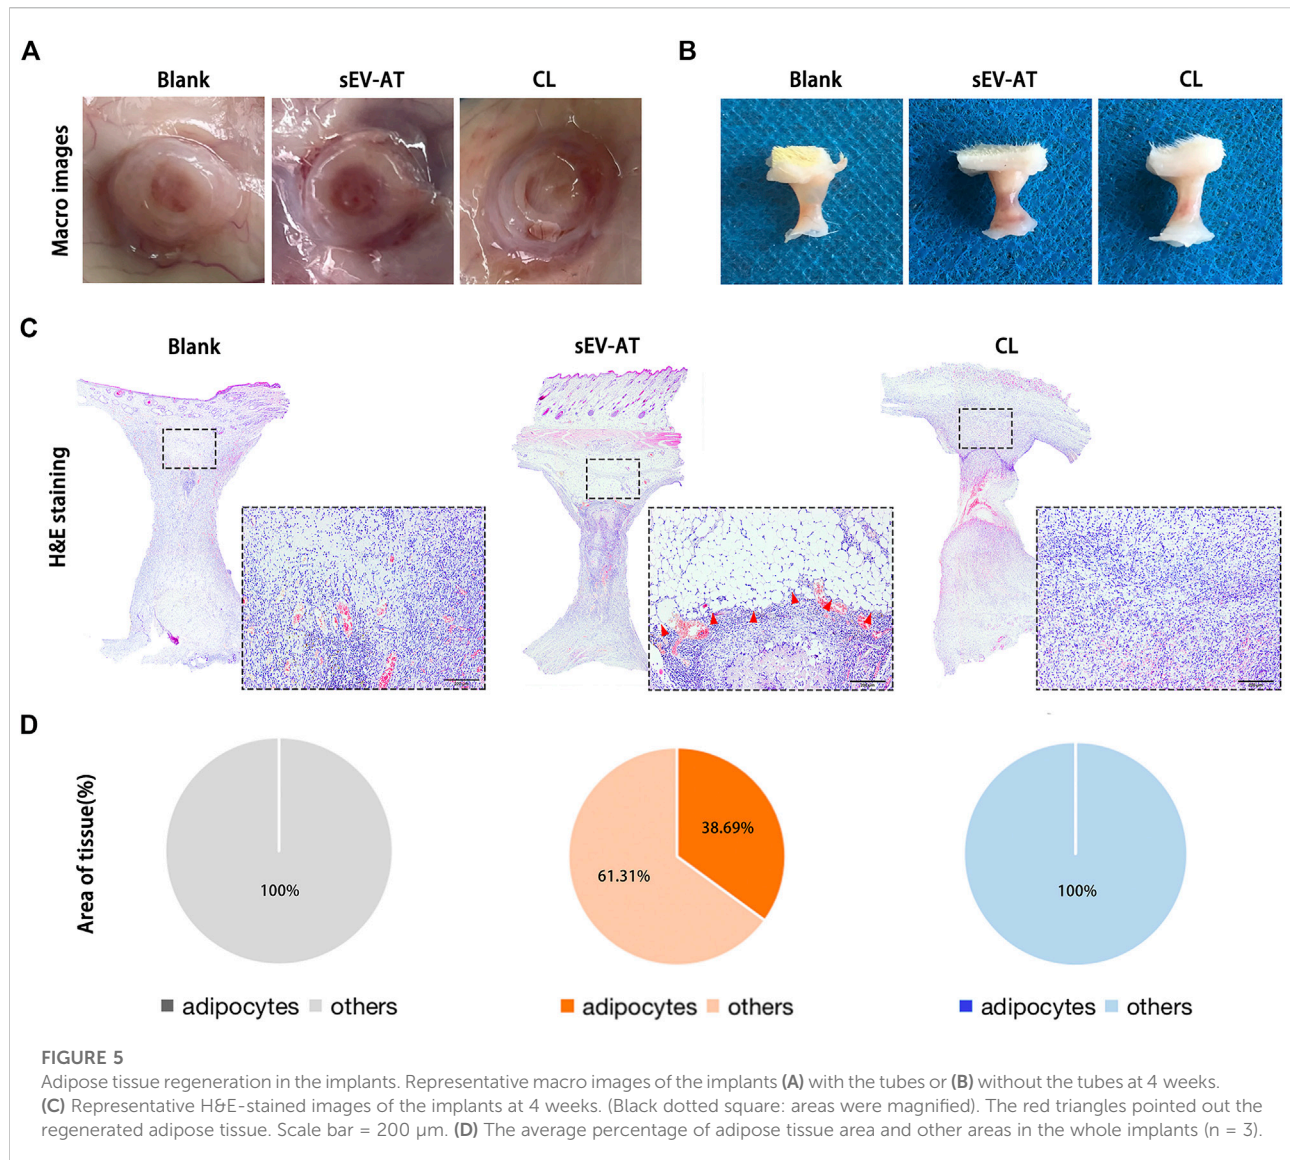 A
Blank
sEV-AT
CL
Macro images
B
Blank
sEV-AT
CL
C
Blank
sEV-AT
CL
H&E staining
D
Area of tissue(%)
100%
38.69%
61.31%
100%
adipocytes others
adipocytes others
adipocytes others
FIGURE 5
Adipose tissue regeneration in the implants. Representative macro images of the implants (A) with the tubes or (B) without the tubes at 4 weeks.
(C) Representative H&E-stained images of the implants at 4 weeks. (Black dotted square: areas were magnified). The red triangles pointed out the
regenerated adipose tissue. Scale bar = 200 μm. (D) The average percentage of adipose tissue area and other areas in the whole implants (n = 3).